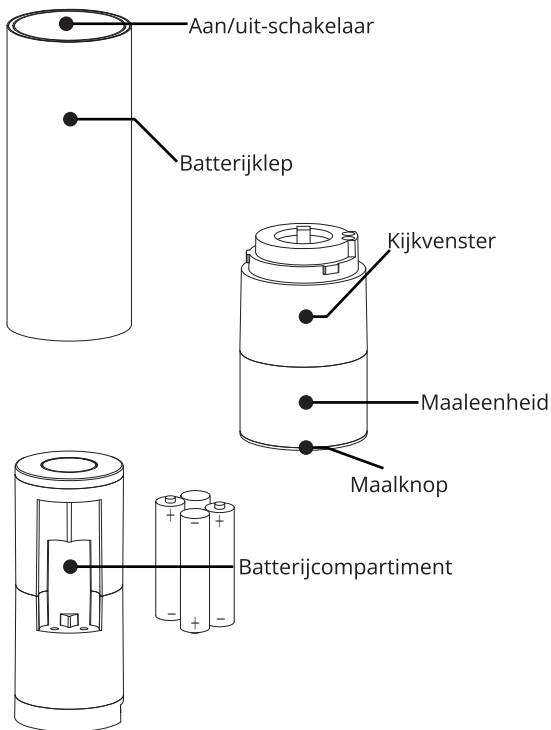 Aan/uit-schakelaar
Batterijklep
Kijkvenster
Maaleenheid
Maalknop
Batterijcompartiment
+
+
−
+
−
−
+